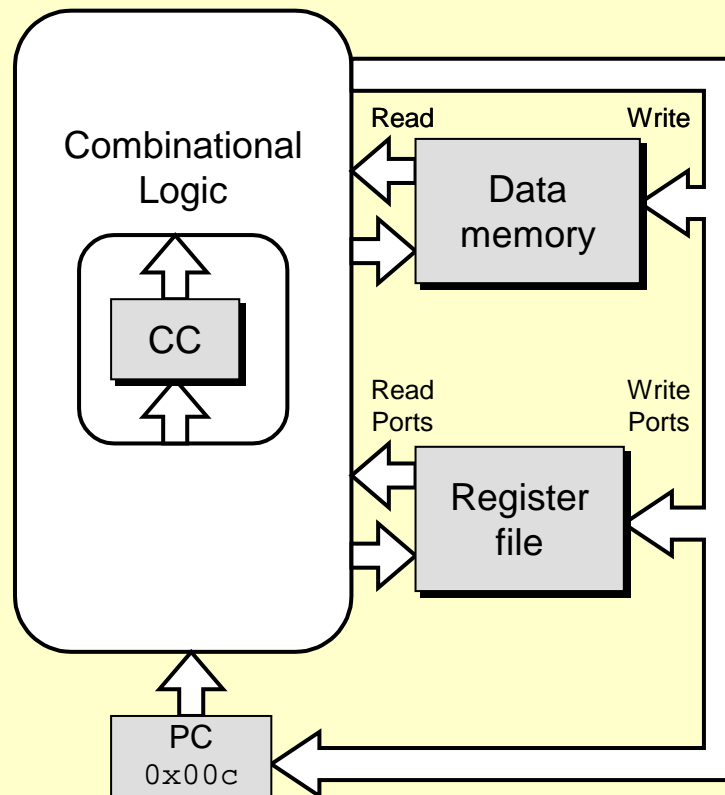 Combinational
Logic
CC
Read
Write
Data
memory
Read
Ports
Write
Ports
Register
file
PC
0x00c